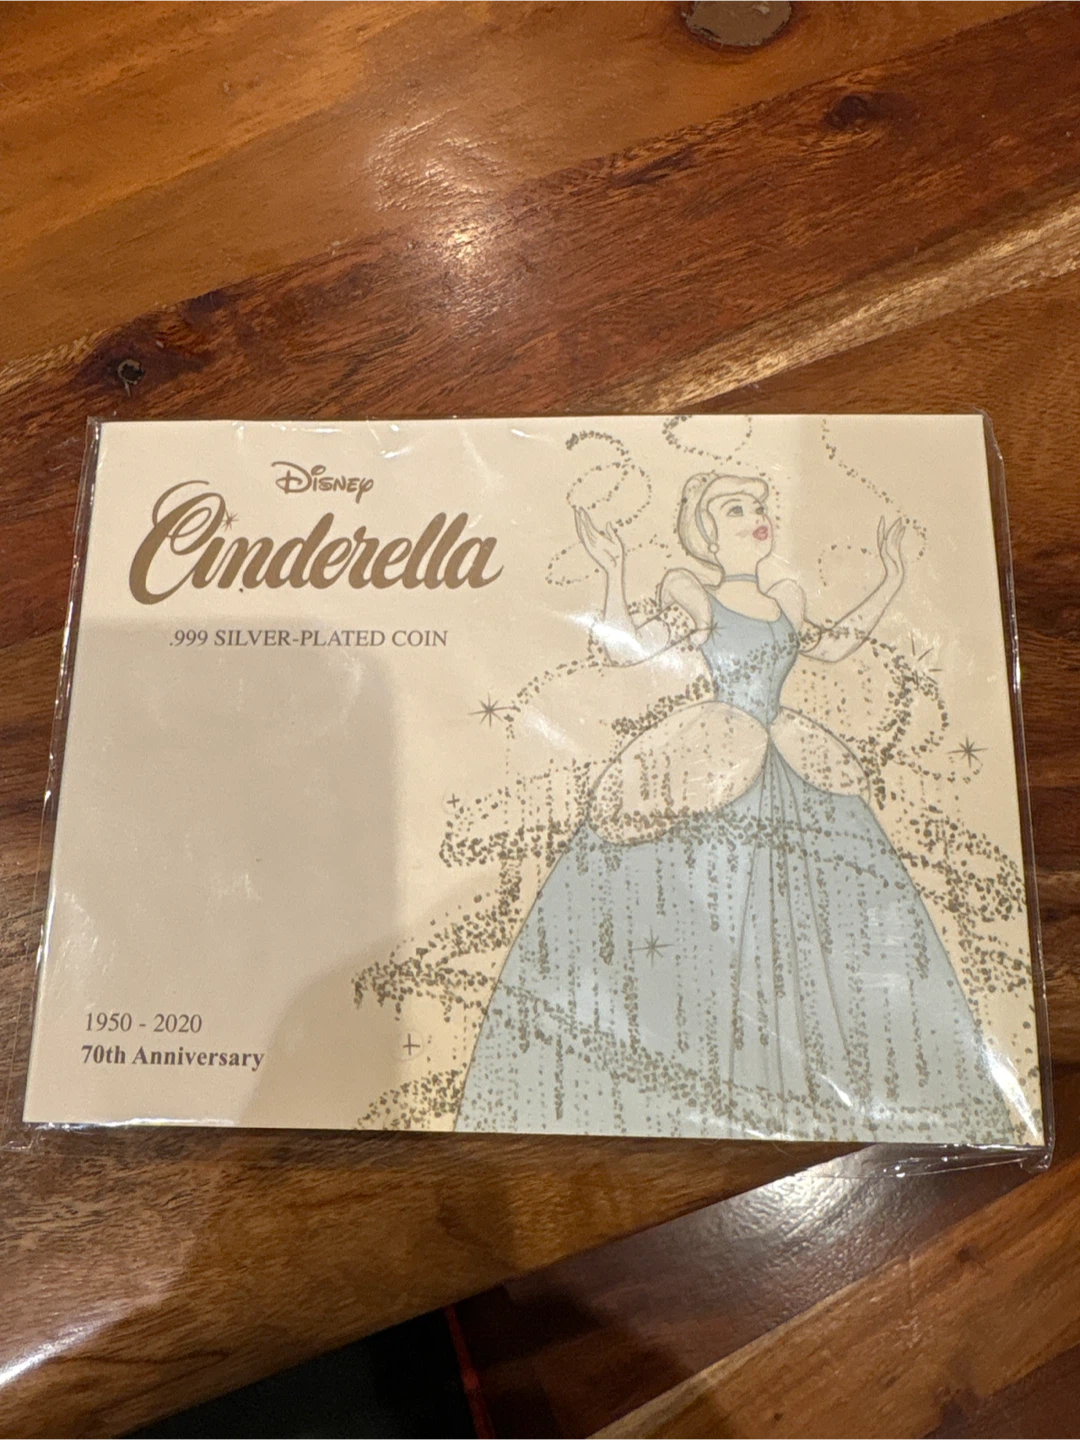 Disney
Cinderella
.999 SILVER-PLATED COIN
1950 - 2020
70th Anniversary